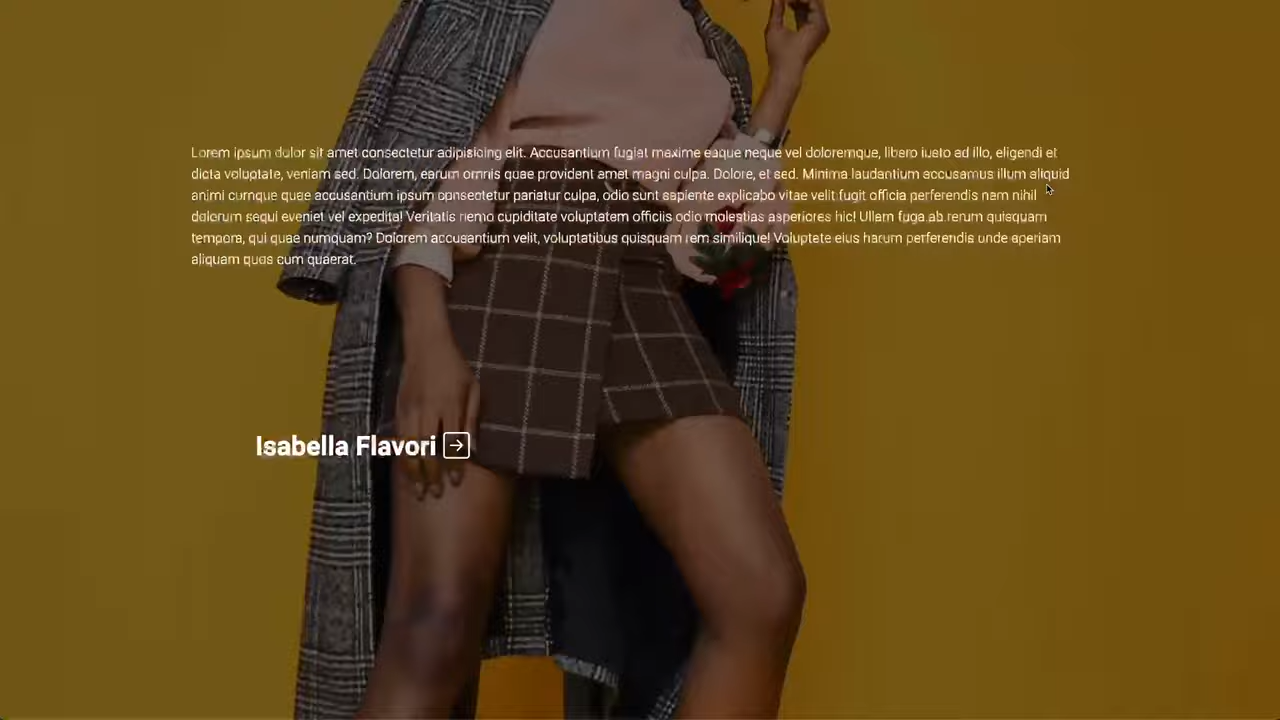 Lorem ipsum dolor sit amet consectetur adipisicing elit. Accusantium fugiat maxime eaque neque vel doloremque, libero iusto ad illo, eligendi et
dicta voluptate, veniam sed. Dolorem, earum omnis quae provident amet magni culpa. Dolore, et sed. Minima laudantium accusamus illum aliquid
animi cumque quae accusantium ipsum consectetur pariatur culpa, odio sunt sapiente explicabo vitae velit fugit officia perferendis nam nihil
dolorum sequi eveniet vel expedita! Veritatis nemo cupiditate voluptatem officiis odio molestias asperiores hic! Ullam fuga ab rerum quisquam
tempora, qui quae numquam? Dolorem accusantium velit, voluptatibus quisquam rem similique! Voluptate eius harum perferendis unde aperiam
aliquam quos cum quaerat.
Isabella Flavori